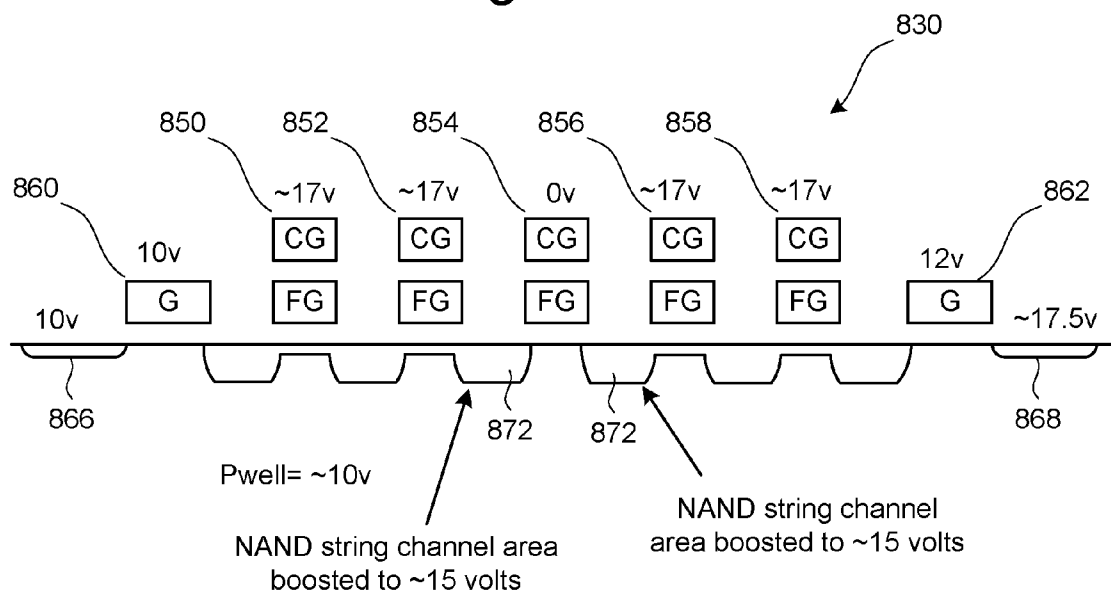 830
850
852
854
856
858
860
~17v
~17v
0v
~17v
~17v
862
CG
CG
CG
CG
CG
10v
12v
G
FG
FG
FG
FG
FG
G
10v
~17.5v
866
872
872
868
Pwell= ~10v
NAND string channel area
boosted to ~15 volts
NAND string channel
area boosted to ~15 volts